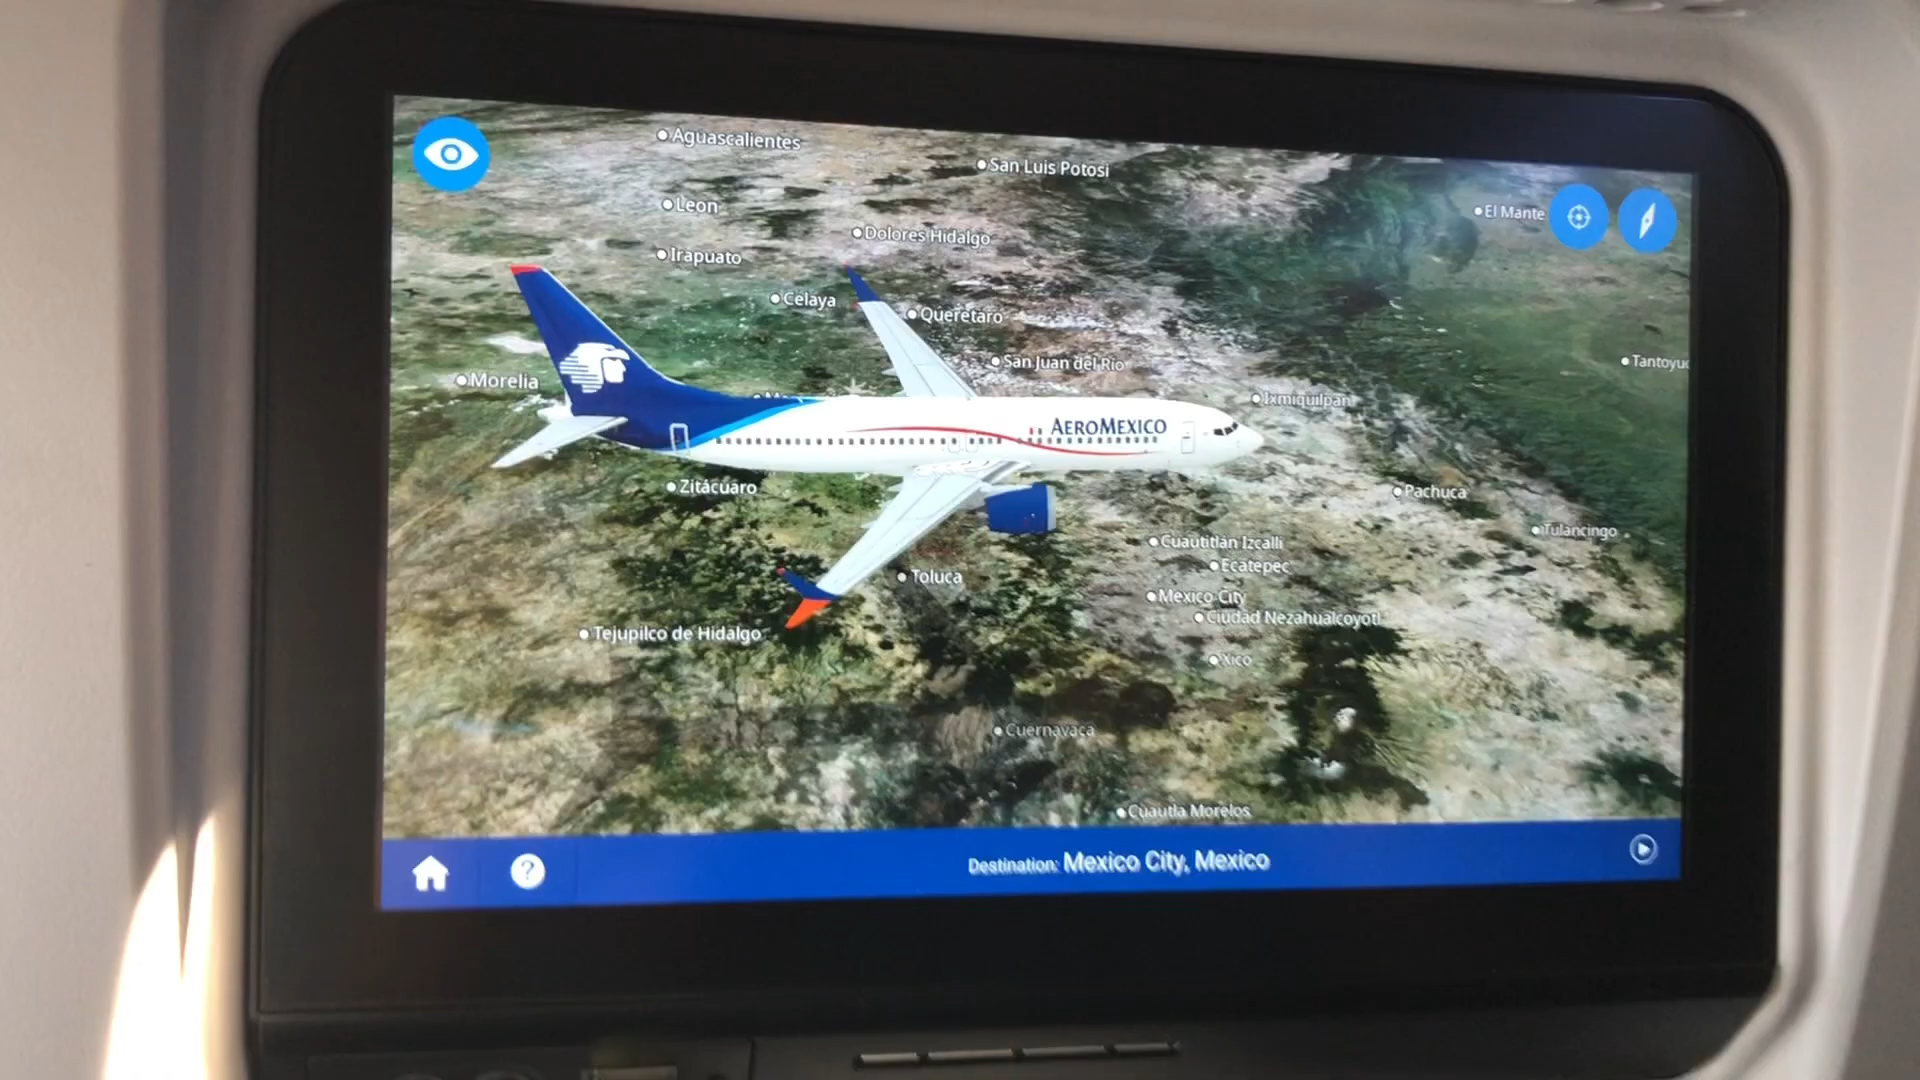 Aguascalientes
San Luis Potosi
Leon
El Mante
Dolores Hidalgo
Irapuato
Celaya
Queretaro
San Juan del Rio
Tantoyuc
Morelia
Ixmiquilpan
AEROMEXICO
Zitácuaro
Pachuca
Tulancingo
Cuautitlan Izcalli
Ecatepec
Toluca
Mexico City
Ciudad Nezahualcoyotl
Tejupilco de Hidalgo
Xico
Cuernavaca
Cuautla Morelos
?
Destination: Mexico City, Mexico